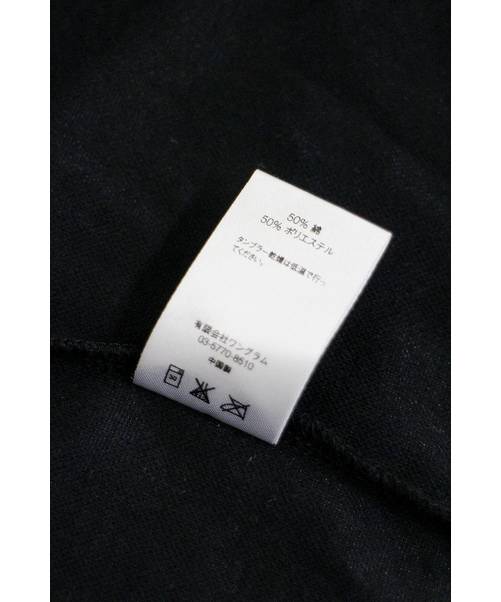 50% 綿
50% ポリエステル
タンブラー乾燥は低温で行っ
てください。
有限会社ワングラム
03-5770-8510
中国製